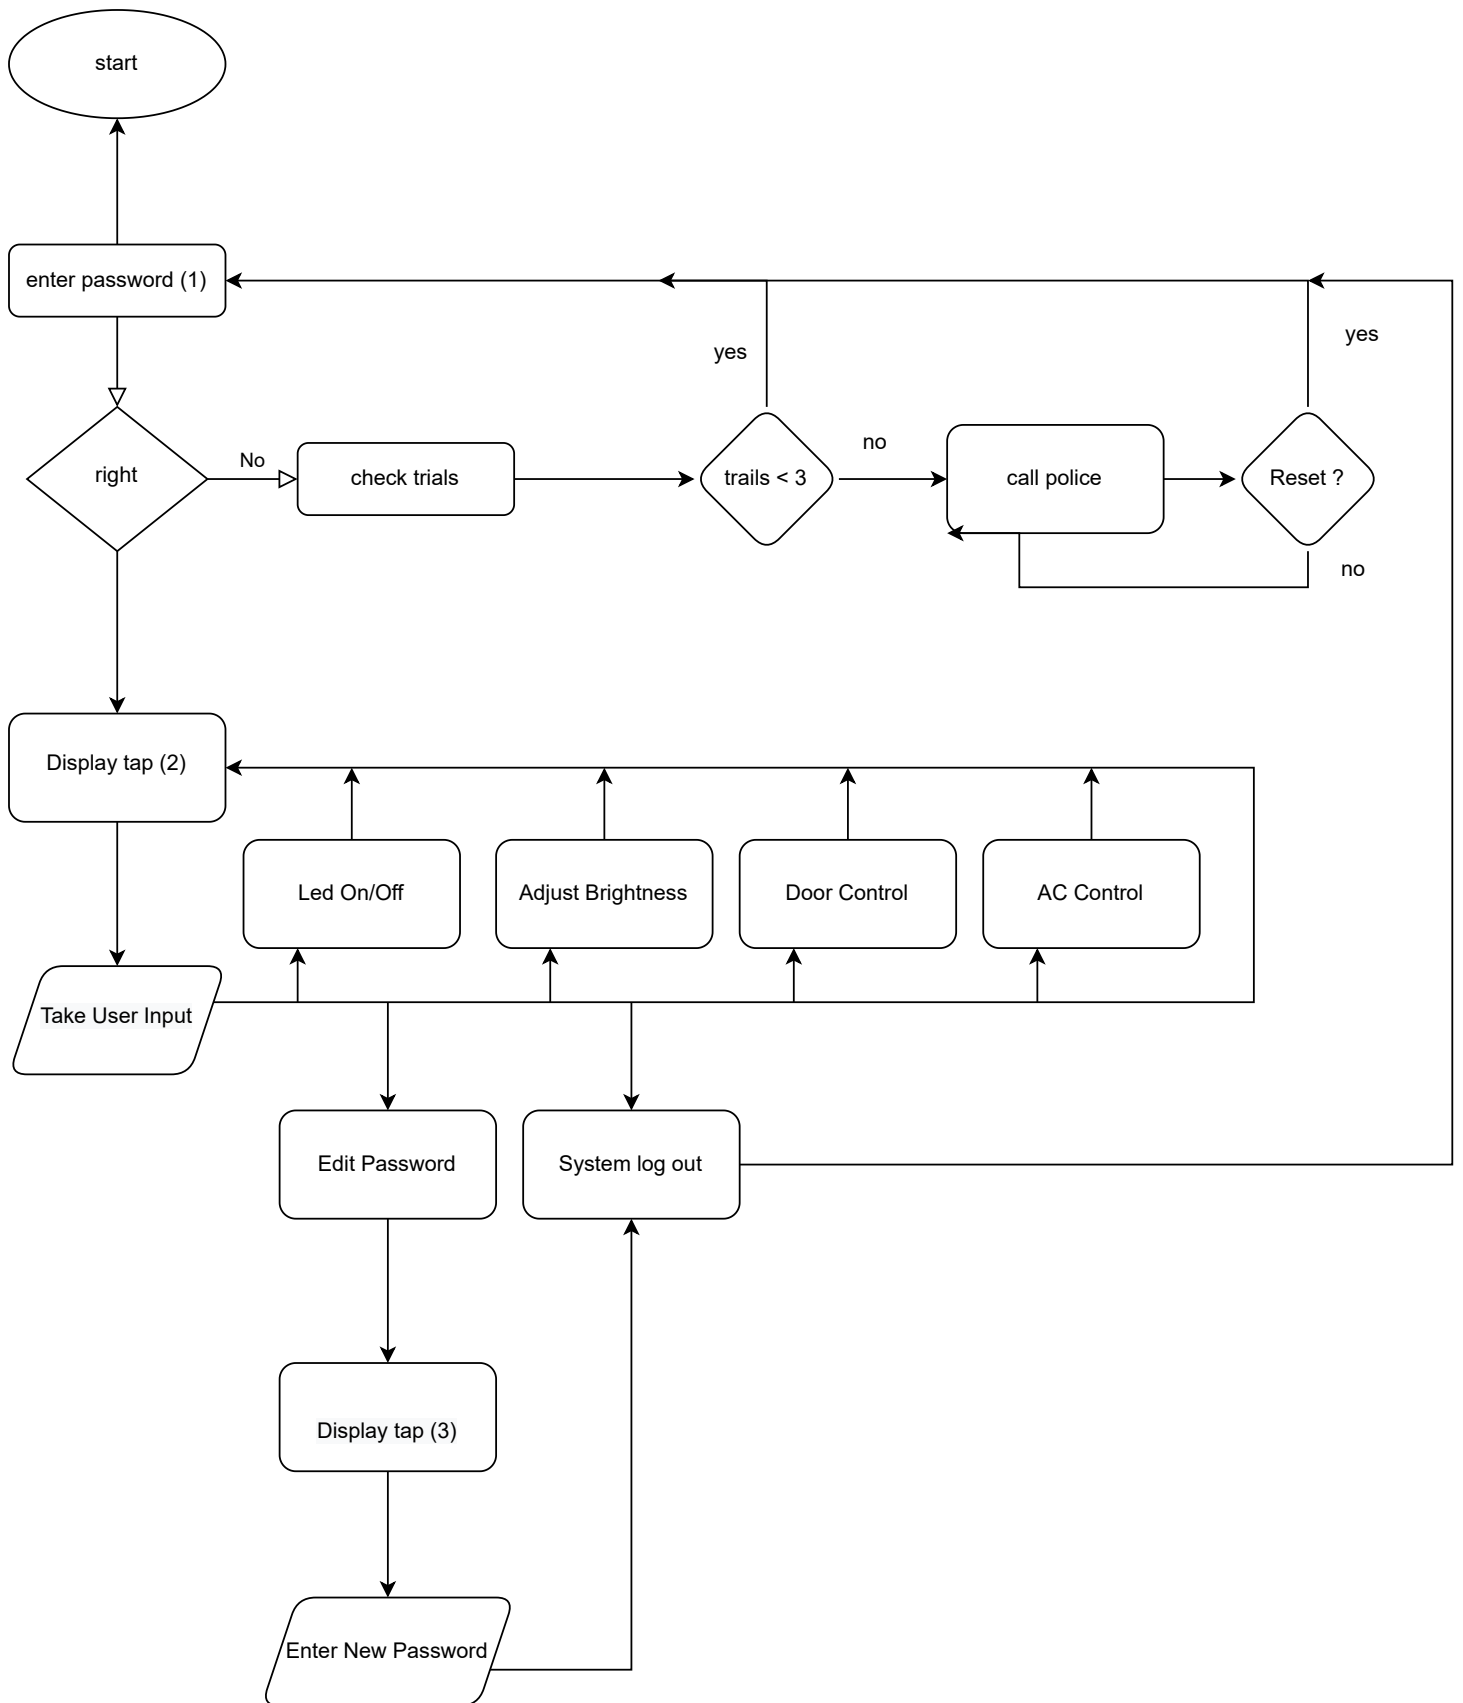 start
enter password (1)
yes
yes
right
No
check trials
trails < 3
no
call police
Reset ?
no
Display tap (2)
Led On/Off
Adjust Brightness
Door Control
AC Control
Take User Input
Edit Password
System log out
Display tap (3)
Enter New Password